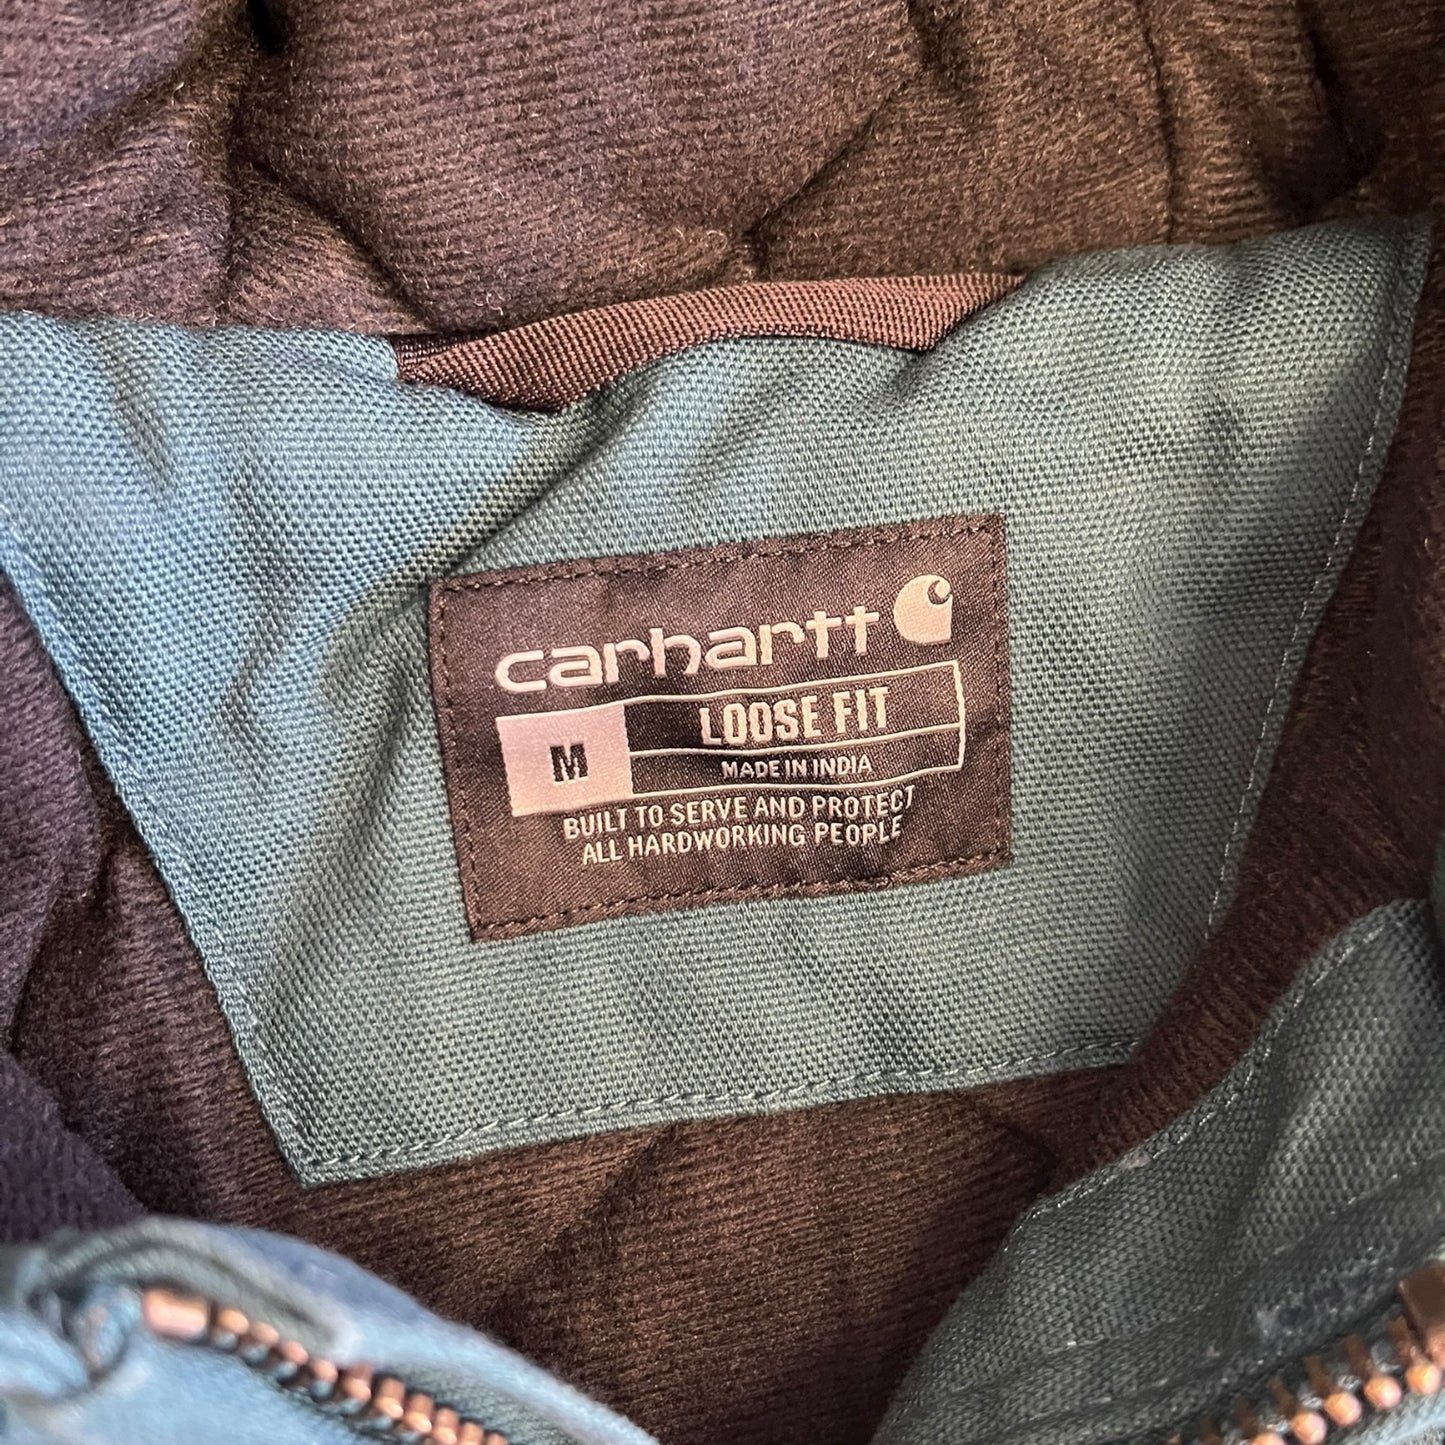 carhartt
M
LOOSE FIT
MADE IN INDIA
BUILT TO SERVE AND PROTECT
ALL HARDWORKING PEOPLE